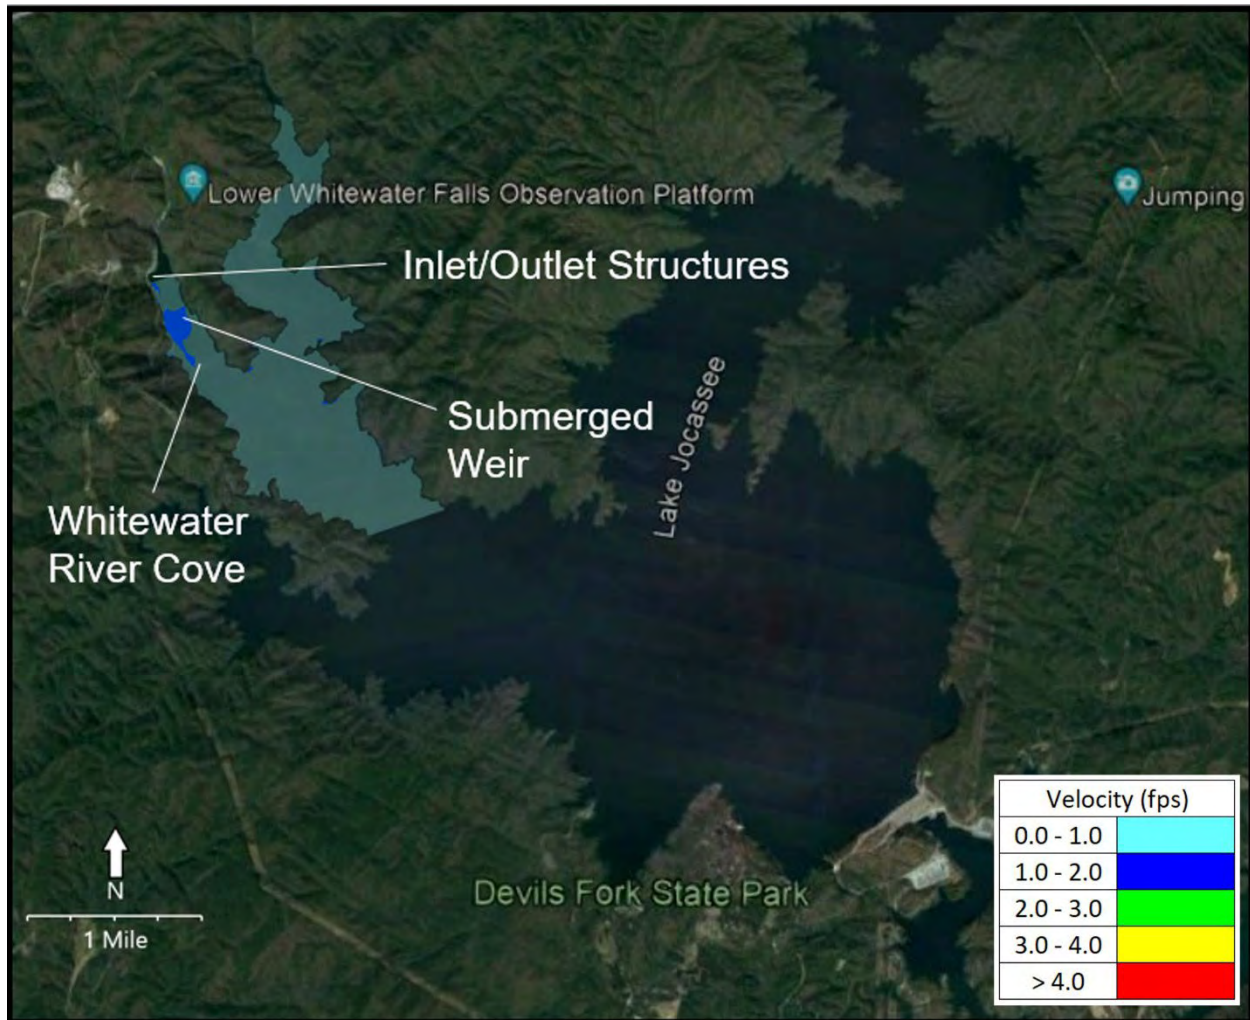 Lower Whitewater Falls Observation Platform
Jumping
Inlet/Outlet Structures
Submerged
Weir
Lake Jocassee
Whitewater
River Cove
Devils Fork State Park
N
1 Mile
Velocity (fps)
0.0 - 1.0
1.0 - 2.0
2.0 - 3.0
3.0 - 4.0
> 4.0